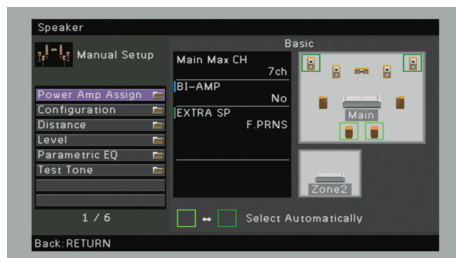 Speaker
Manual Setup
Power Amp Assign
Configuration
Distance
Level
Parametric EQ
Test Tone
1 / 6
Basic
Main Max CH
7ch
BI-AMP
No
EXTRA SP
F.PRNS
Main
Zone2
↔ Select Automatically
Back:RETURN